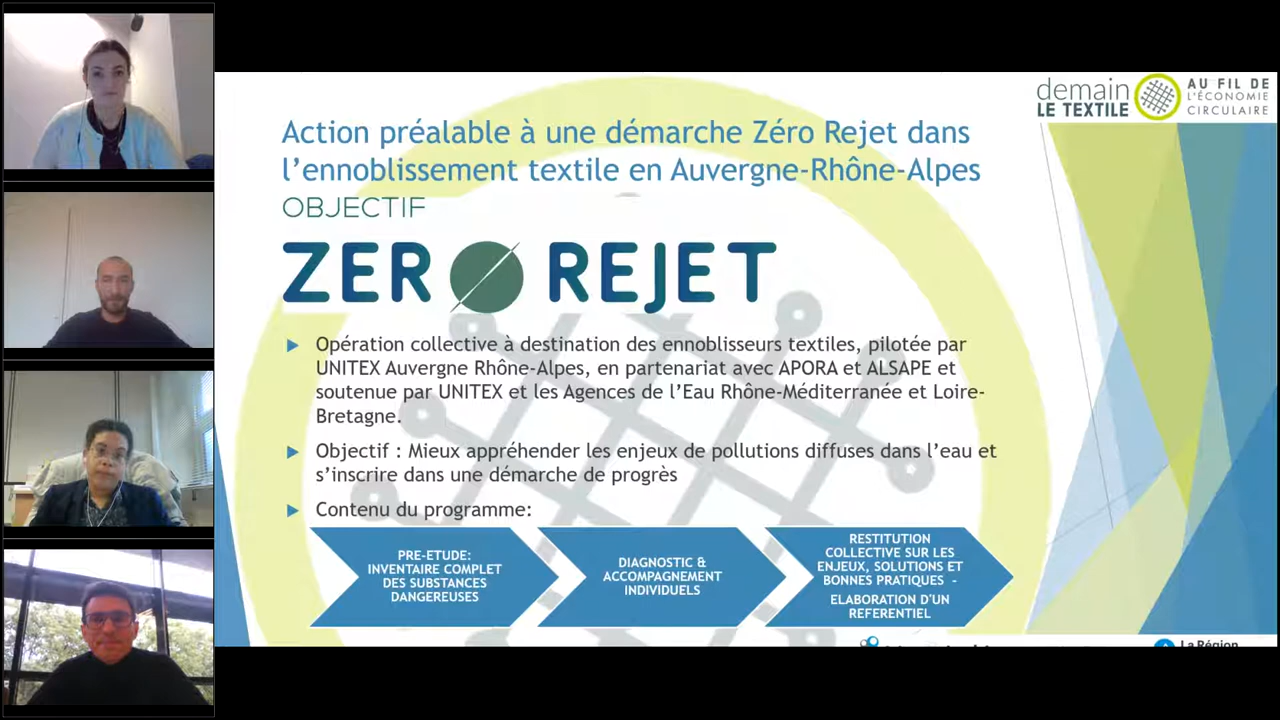 demain
LE TEXTILE
AU FIL DE
L'ÉCONOMIE
CIRCULAIRE
Action préalable à une démarche Zéro Rejet dans
l'ennoblissement textile en Auvergne-Rhône-Alpes
OBJECTIF
ZERO REJET
Opération collective à destination des ennoblisseurs textiles, pilotée par
UNITEX Auvergne Rhône-Alpes, en partenariat avec APORA et ALSAPE et
soutenue par UNITEX et les Agences de l'Eau Rhône-Méditerranée et Loire-
Bretagne.
Objectif : Mieux appréhender les enjeux de pollutions diffuses dans l'eau et
s'inscrire dans une démarche de progrès
Contenu du programme:
PRE-ETUDE:
INVENTAIRE COMPLET
DES SUBSTANCES
DANGEREUSES
DIAGNOSTIC &
ACCOMPAGNEMENT
INDIVIDUELS
RESTITUTION
COLLECTIVE SUR LES
ENJEUX, SOLUTIONS ET
BONNES PRATIQUES -
ELABORATION D'UN
REFERENTIEL
La Région